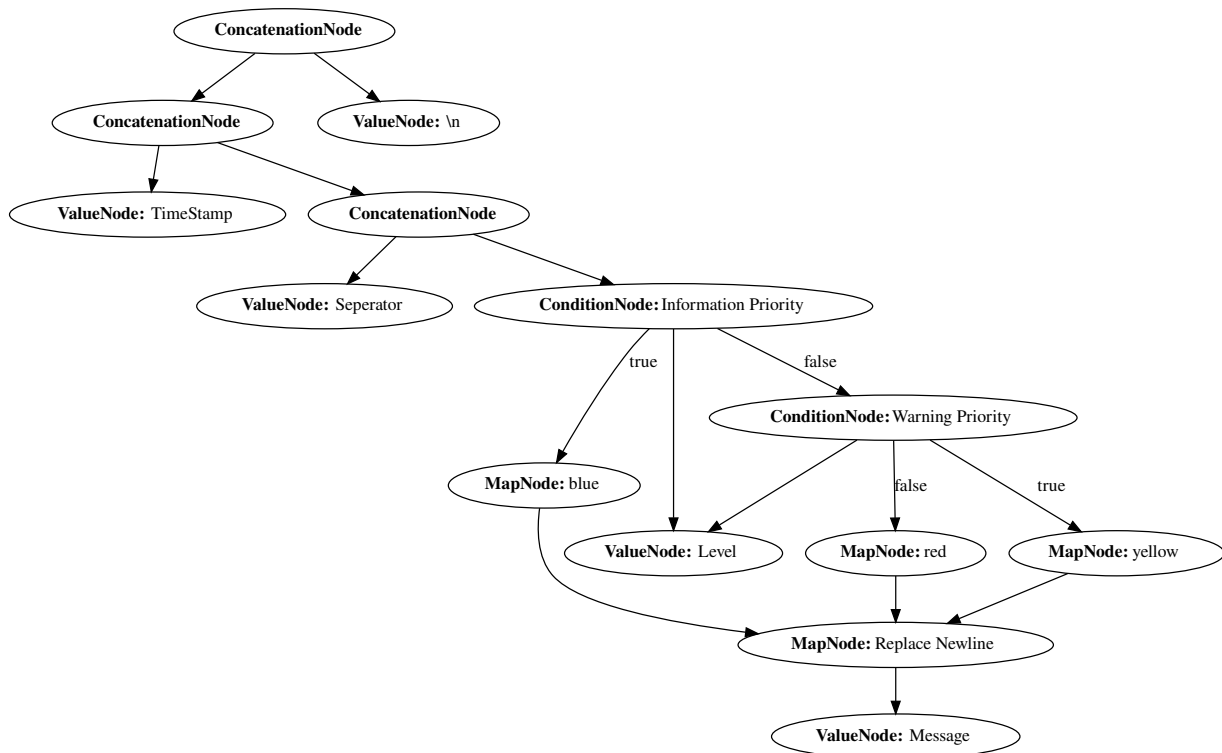 ConcatenationNode
ConcatenationNode
ValueNode: \n
ValueNode: TimeStamp
ConcatenationNode
ValueNode: Seperator
ConditionNode: Information Priority
true
false
ConditionNode: Warning Priority
MapNode: blue
false
true
ValueNode: Level
MapNode: red
MapNode: yellow
MapNode: Replace Newline
ValueNode: Message